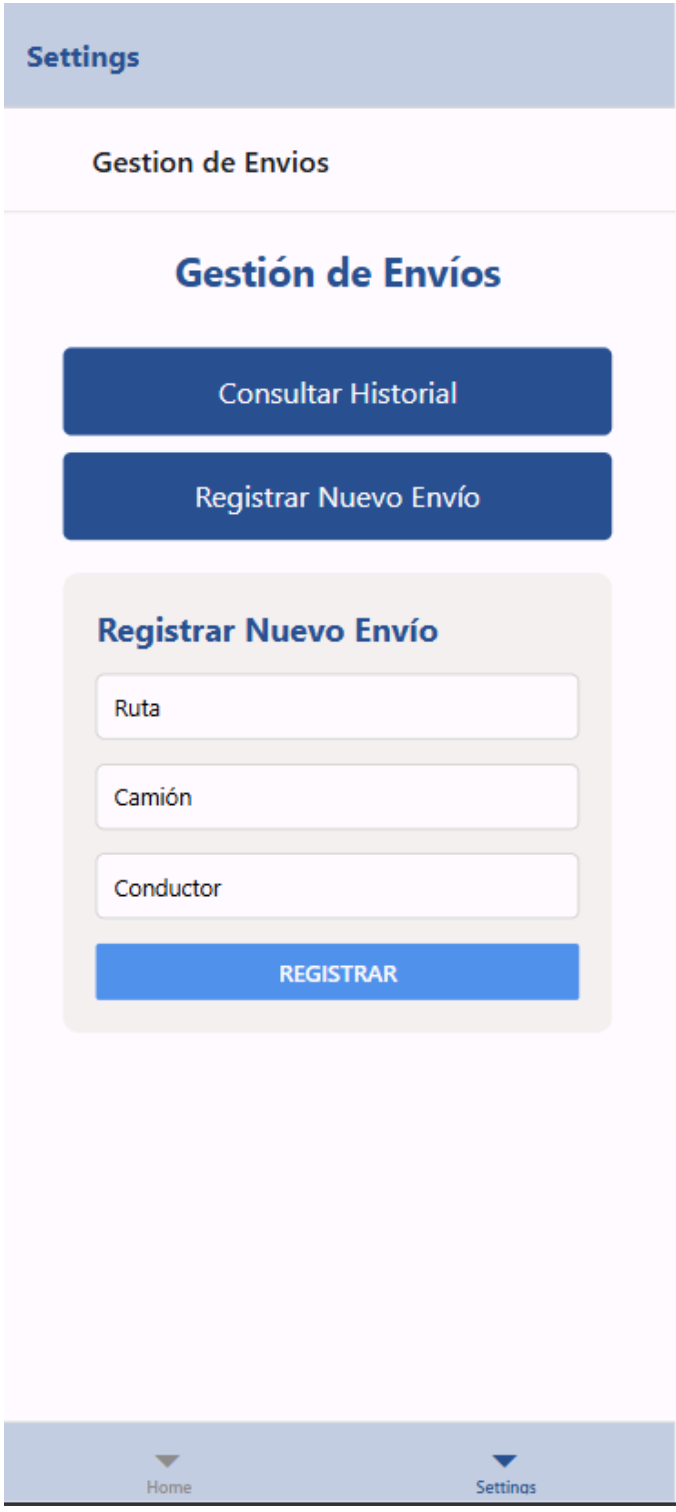 Settings
Gestion de Envios
Gestión de Envíos
Consultar Historial
Registrar Nuevo Envío
Registrar Nuevo Envío
Ruta
Camión
Conductor
REGISTRAR
Home
Settings